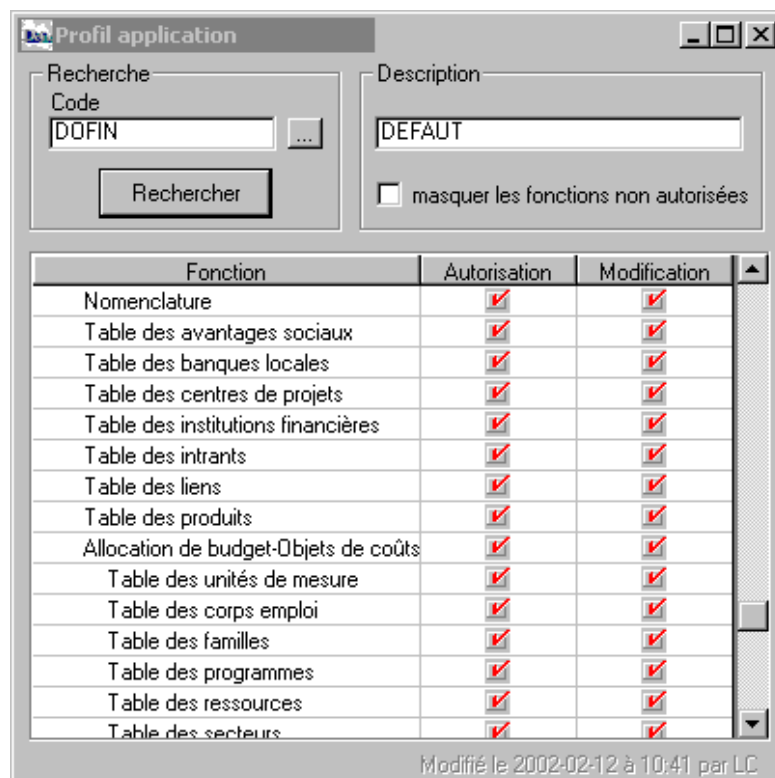 Profil application
Recherche
Description
Code
DOFIN
...
DEFAUT
Rechercher
masquer les fonctions non autorisées
Fonction Autorisation Modification
Nomenclature
Table des avantages sociaux
Table des banques locales
Table des centres de projets
Table des institutions financières
Table des intrants
Table des liens
Table des produits
Allocation de budget-Objets de coûts
Table des unités de mesure
Table des corps emploi
Table des familles
Table des programmes
Table des ressources
Table des secteurs
Modifié le 2002-02-12 à 10:41 par LC